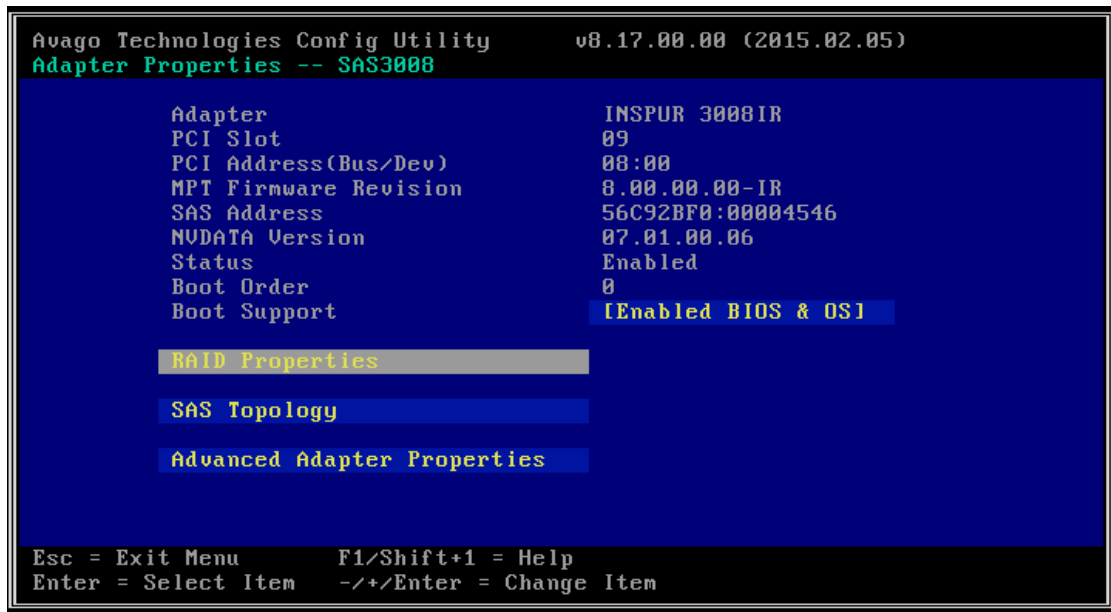 Avago Technologies Config Utility v8.17.00.00 (2015.02.05)
Adapter Properties -- SAS3008
Adapter INSPUR 3008IR
PCI Slot 09
PCI Address(Bus/Dev) 08:00
MPT Firmware Revision 8.00.00.00-IR
SAS Address 56C92BF0:00004546
NVDATA Version 07.01.00.06
Status Enabled
Boot Order 0
Boot Support [Enabled BIOS & OS]
RAID Properties
SAS Topology
Advanced Adapter Properties
Esc = Exit Menu F1/Shift+1 = Help
Enter = Select Item -/+/Enter = Change Item